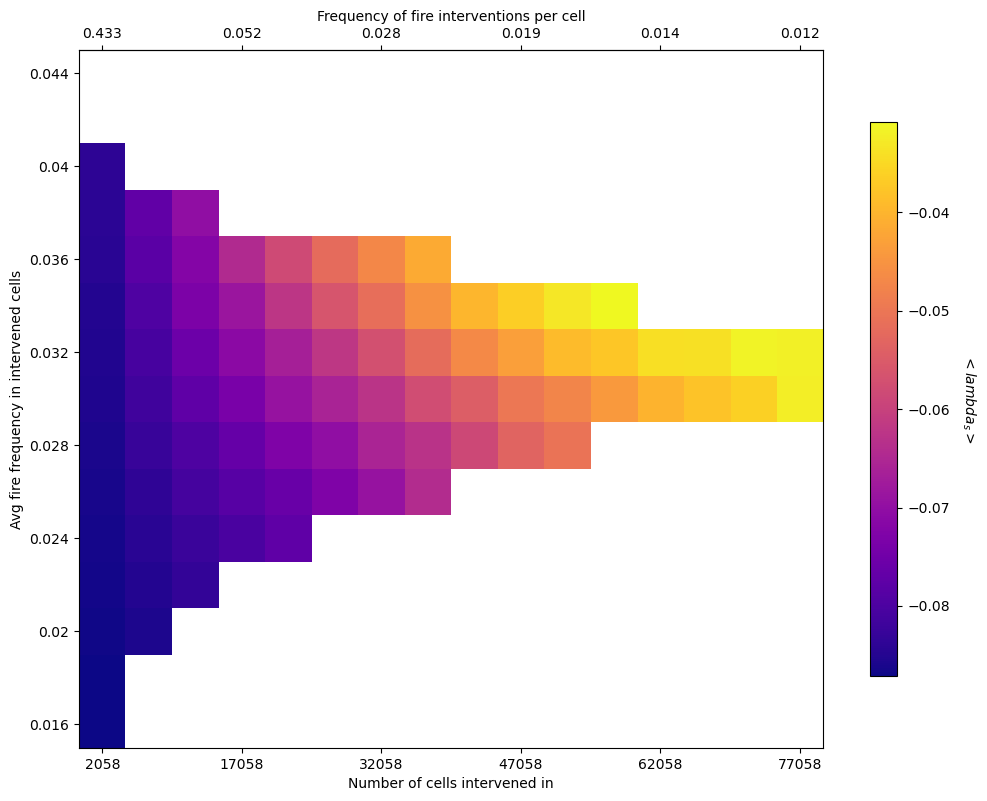 Frequency of fire interventions per cell
0.433 0.052 0.028 0.019 0.014 0.012
Avg fire frequency in intervened cells
0.044
0.04
0.036
0.032
0.028
0.024
0.02
0.016
2058 17058 32058 47058 62058 77058
Number of cells intervened in
−0.04
−0.05
−0.06
−0.07
−0.08
< lambda_s >